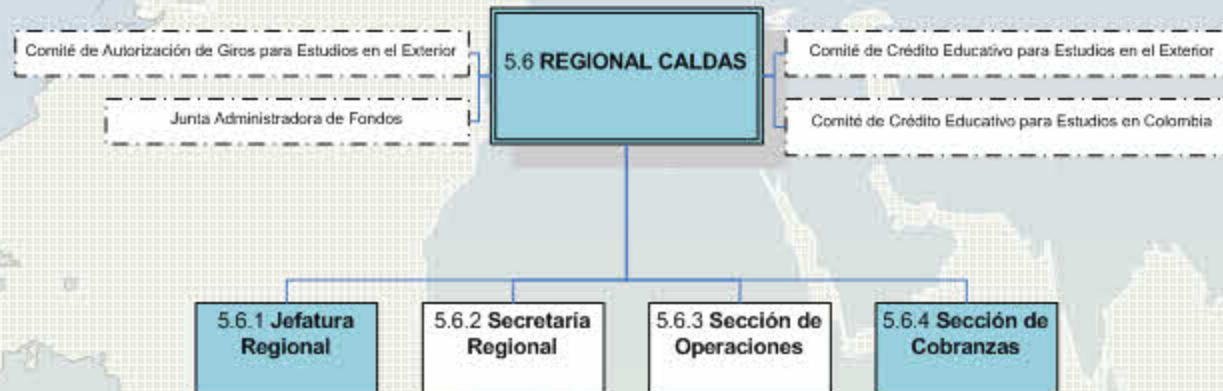 Comité de Autorización de Giros para Estudios en el Exterior
Junta Administradora de Fondos
5.6 REGIONAL CALDAS
Comité de Crédito Educativo para Estudios en el Exterior
Comité de Crédito Educativo para Estudios en Colombia
5.6.1 Jefatura
Regional
5.6.2 Secretaría
Regional
5.6.3 Sección de
Operaciones
5.6.4 Sección de
Cobranzas